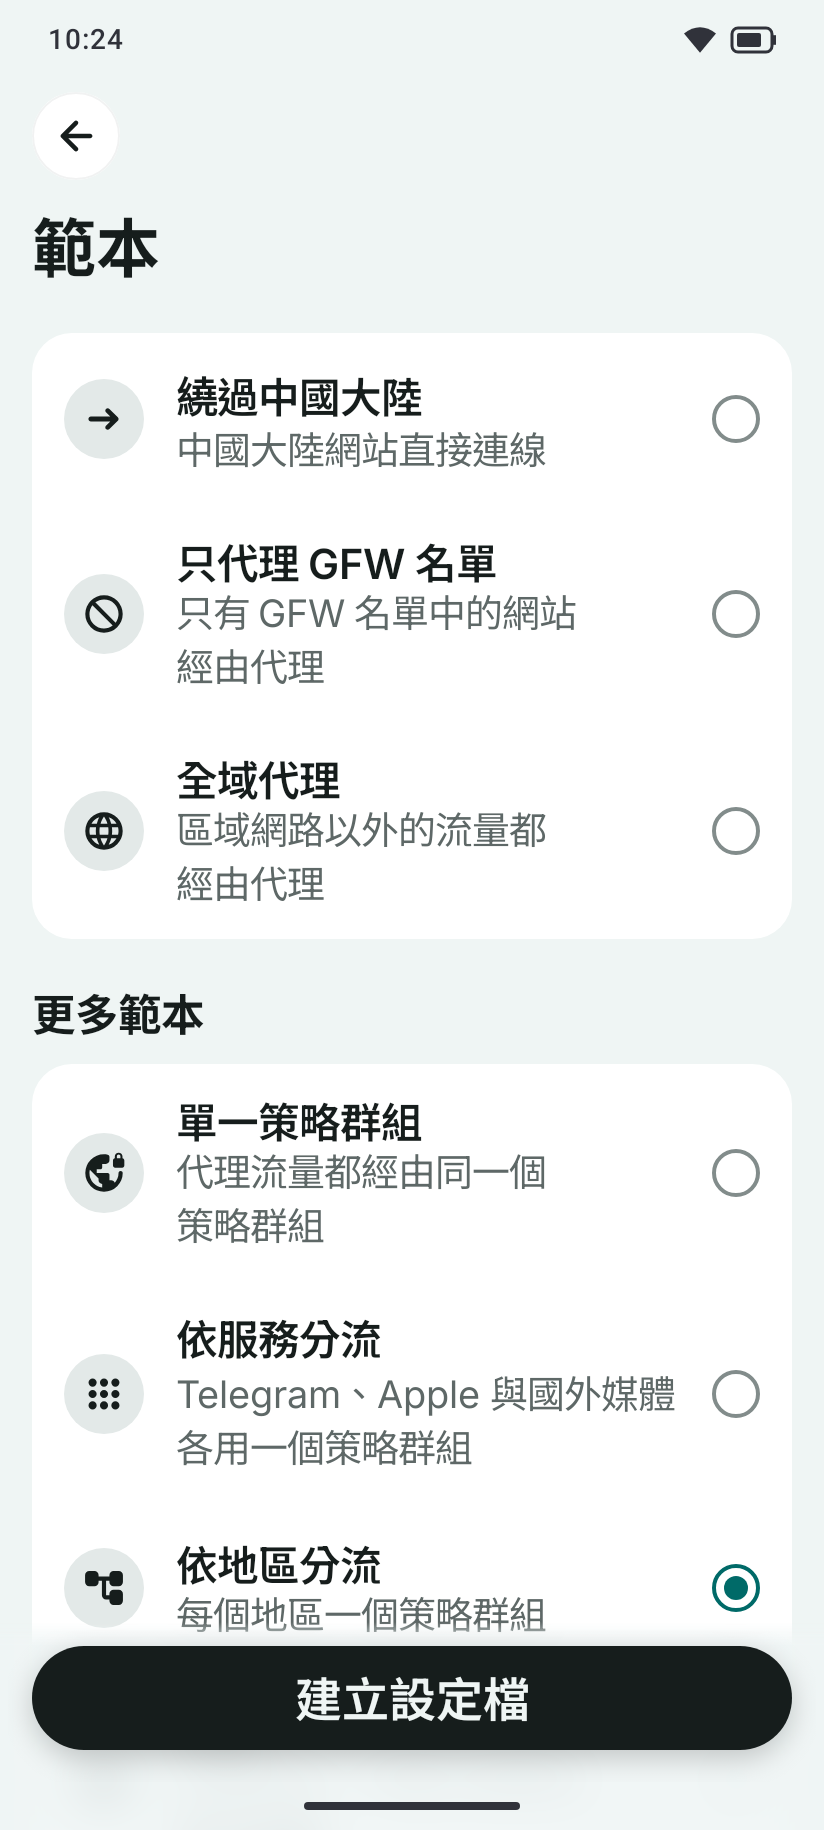 10:24
範本
繞過中國大陸
中國大陸網站直接連線
只代理 GFW 名單
只有 GFW 名單中的網站
經由代理
全域代理
區域網路以外的流量都
經由代理
更多範本
單一策略群組
代理流量都經由同一個
策略群組
依服務分流
Telegram、Apple 與國外媒體
各用一個策略群組
依地區分流
每個地區一個策略群組
建立設定檔